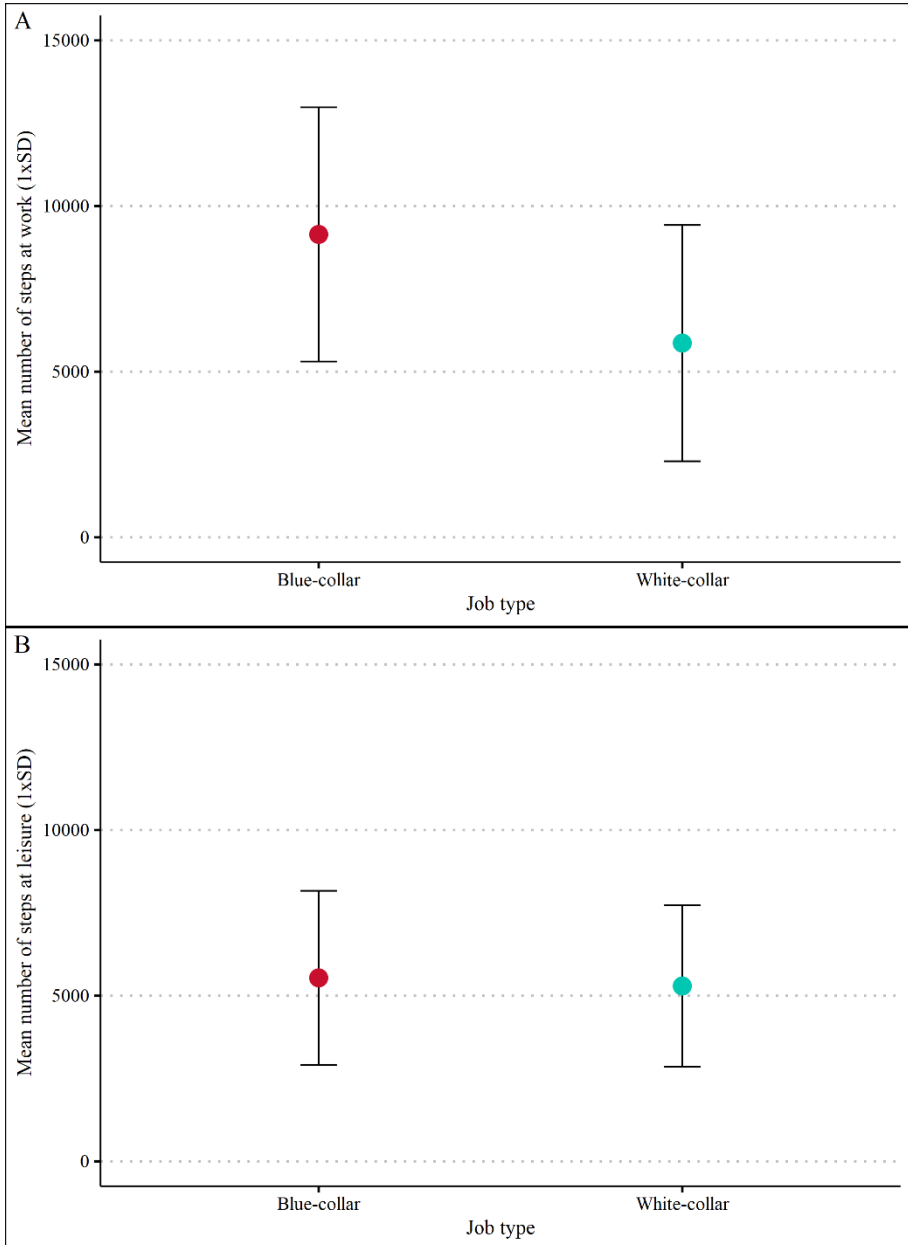 A
Mean number of steps at work (1xSD)
15000
10000
5000
0
Blue-collar
White-collar
Job type
B
Mean number of steps at leisure (1xSD)
15000
10000
5000
0
Blue-collar
White-collar
Job type